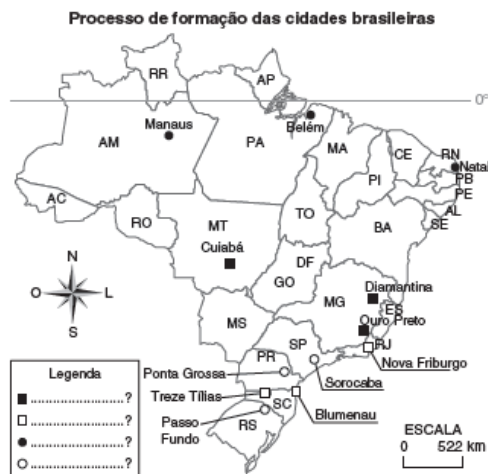 Processo de formação das cidades brasileiras
RR
AP
0°
Manaus
Belém
AM
PA
MA
CE
RN
Natal
PB
PE
AL
SE
PI
AC
RO
TO
MT
Cuiabá
BA
DF
GO
N
O
L
S
Diamantina
MG
ES
Ouro Preto
MS
SP
RJ
Nova Friburgo
PR
Ponta Grossa
Sorocaba
Treze Tílias
SC
Blumenau
Passo
Fundo
RS
Legenda
..............................?
..............................?
..............................?
..............................?
ESCALA
0 522 km